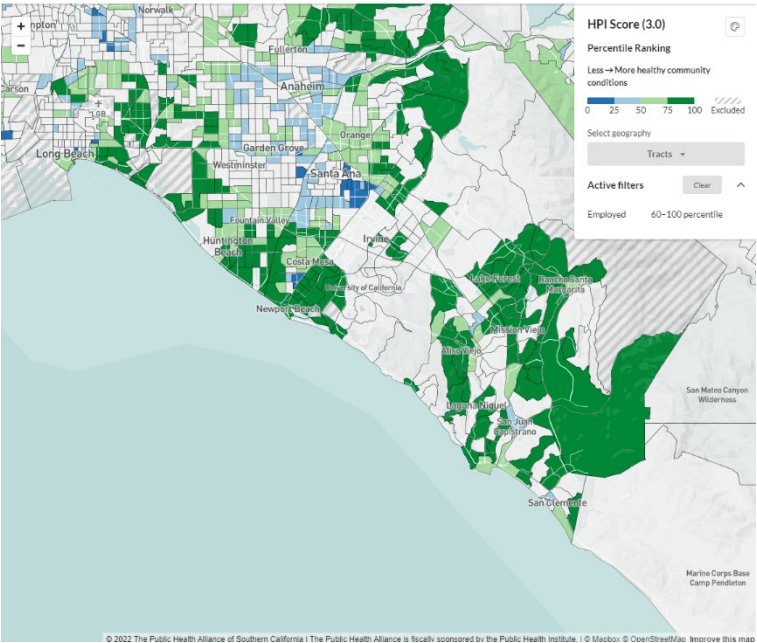 +
−
HPI Score (3.0)
Percentile Ranking
Less → More healthy community
conditions
0 25 50 75 100 Excluded
Select geography
Tracts
Active filters Clear
Employed 60–100 percentile
Norwalk
mpton
Fullerton
Anaheim
Carson
LGB
Orange
Long Beach
Garden Grove
Westminster
Santa Ana
Fountain Valley
Huntington
Beach
Irvine
Costa Mesa
University of California
Newport Beach
Lake Forest
Rancho Santa
Margarita
Mission Viejo
Aliso Viejo
San Mateo Canyon
Wilderness
Laguna Niguel
San Juan
Capistrano
San Clemente
Marine Corps Base
Camp Pendleton
© 2022 The Public Health Alliance of Southern California | The Public Health Alliance is fiscally sponsored by the Public Health Institute. | © Mapbox © OpenStreetMap Improve this map